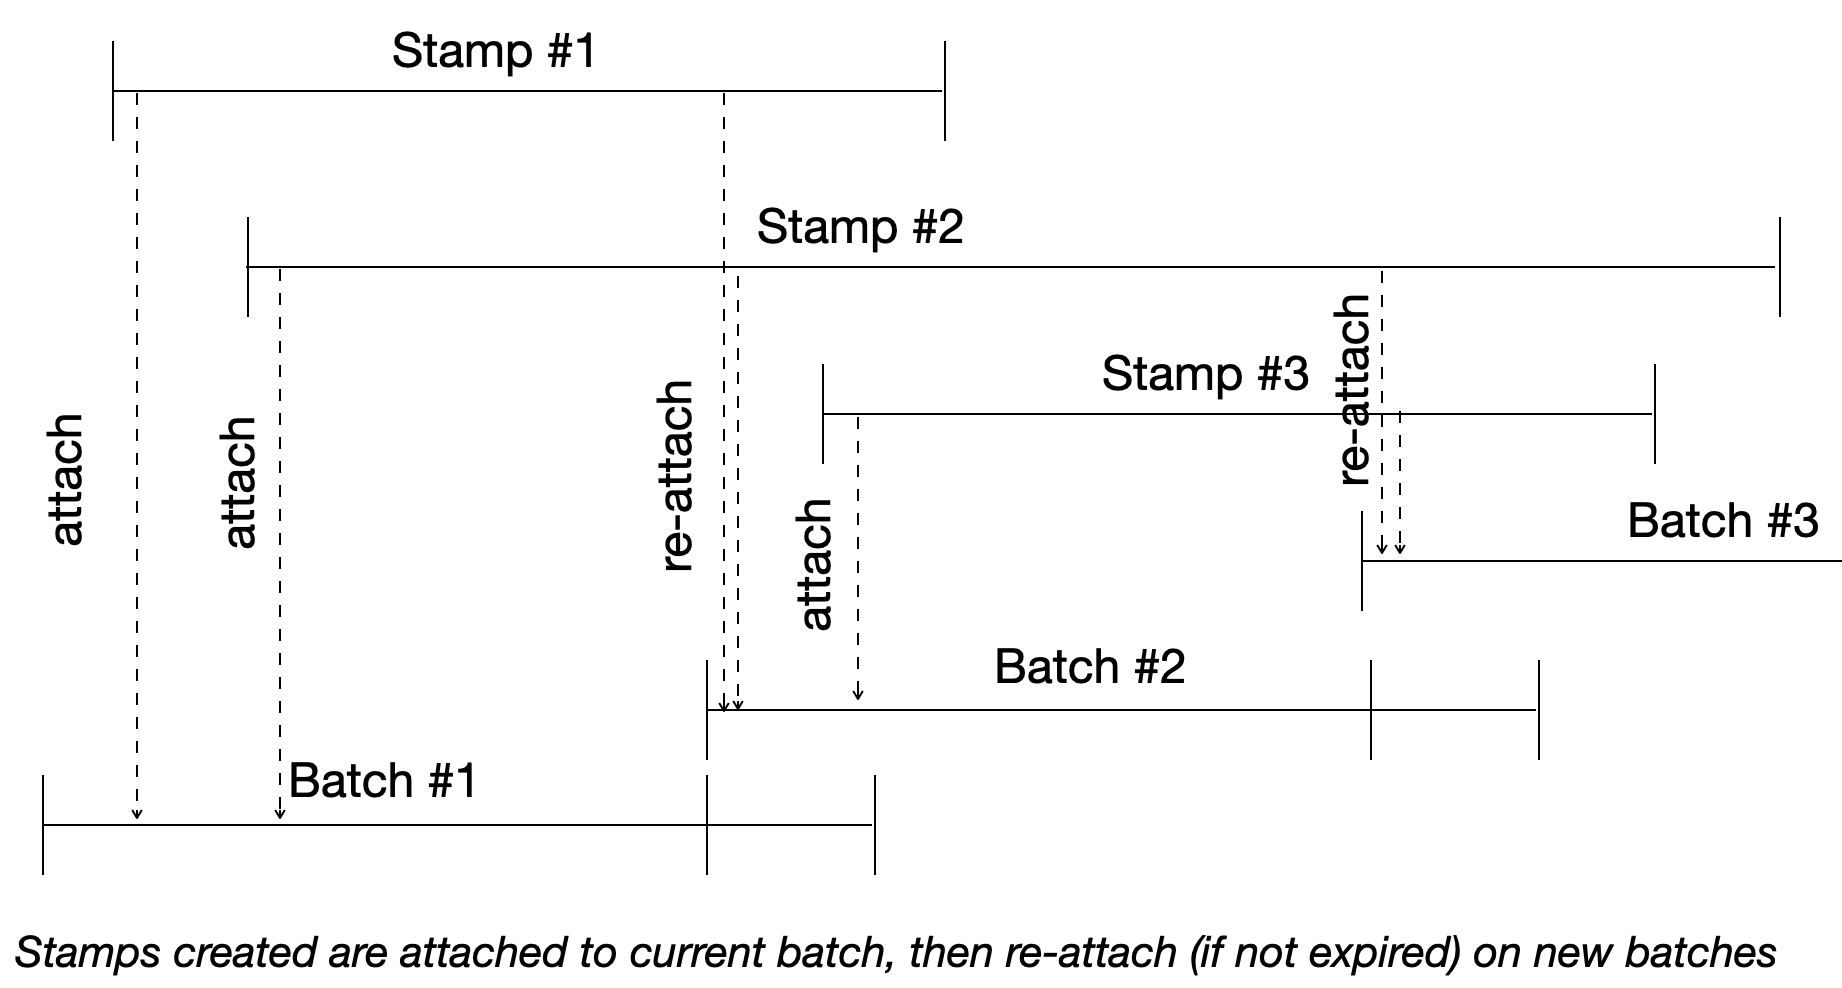 Stamp #1
Stamp #2
Stamp #3
re-attach
attach
attach
re-attach
attach
Batch #3
Batch #2
Batch #1
Stamps created are attached to current batch, then re-attach (if not expired) on new batches